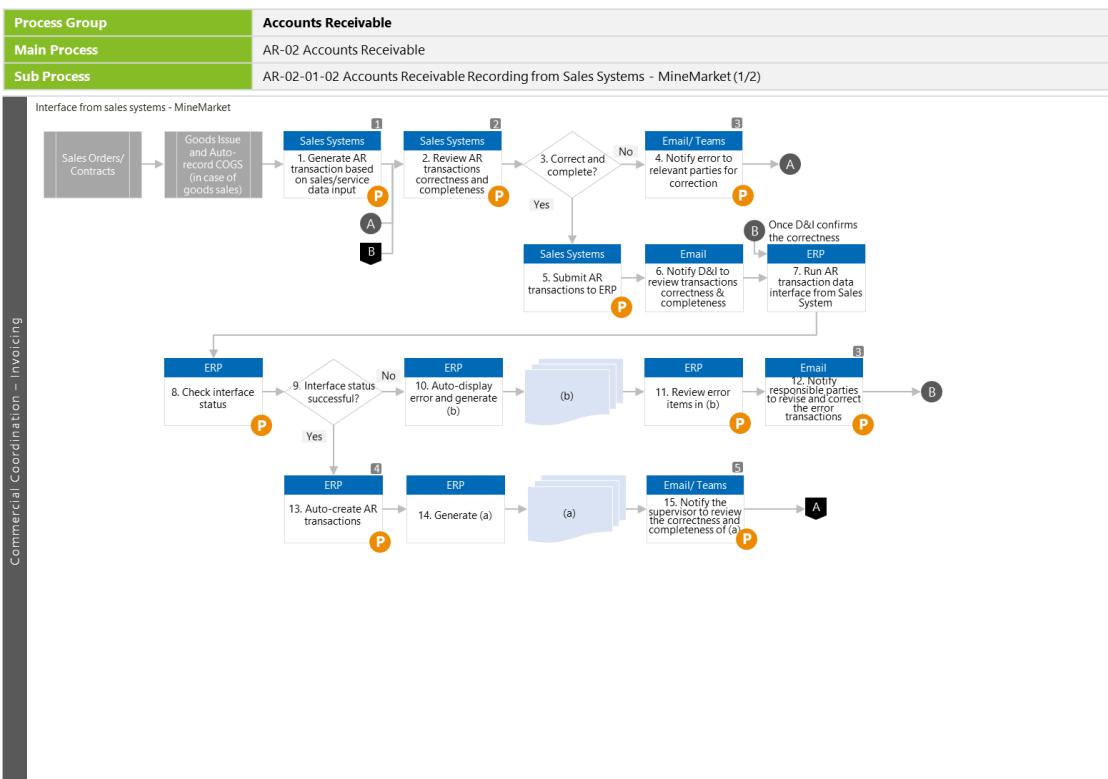 Process Group
Accounts Receivable
Main Process
AR-02 Accounts Receivable
Sub Process
AR-02-01-02 Accounts Receivable Recording from Sales Systems - MineMarket (1/2)
Commercial Coordination – Invoicing
Interface from sales systems - MineMarket
Sales Orders/
Contracts
Goods Issue
and Auto-
record COGS
(in case of
goods sales)
1
Sales Systems
1. Generate AR
transaction based
on sales/service
data input
P
2
Sales Systems
2. Review AR
transactions
correctness and
completeness
P
3. Correct and
complete?
No
Yes
3
Email/ Teams
4. Notify error to
relevant parties for
correction
P
A
A
B
Sales Systems
5. Submit AR
transactions to ERP
P
Email
6. Notify D&I to
review transactions
correctness &
completeness
B
Once D&I confirms
the correctness
ERP
7. Run AR
transaction data
interface from Sales
System
ERP
8. Check interface
status
P
9. Interface status
successful?
No
Yes
ERP
10. Auto-display
error and generate
(b)
(b)
ERP
11. Review error
items in (b)
P
3
Email
12. Notify
responsible parties
to revise and correct
the error
transactions
P
B
4
ERP
13. Auto-create AR
transactions
P
ERP
14. Generate (a)
(a)
5
Email/ Teams
15. Notify the
supervisor to review
the correctness and
completeness of (a)
P
A